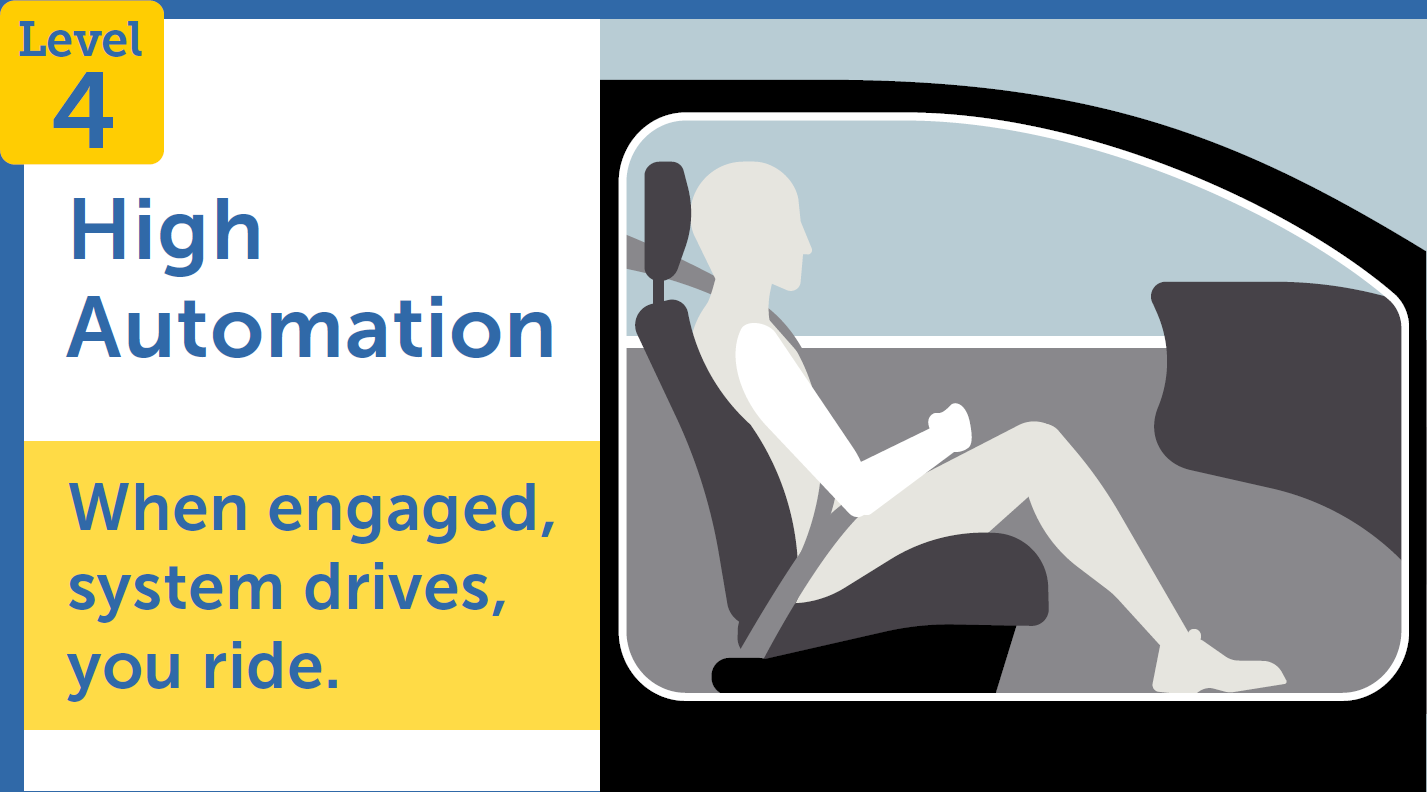 Level
4
High
Automation
When engaged,
system drives,
you ride.